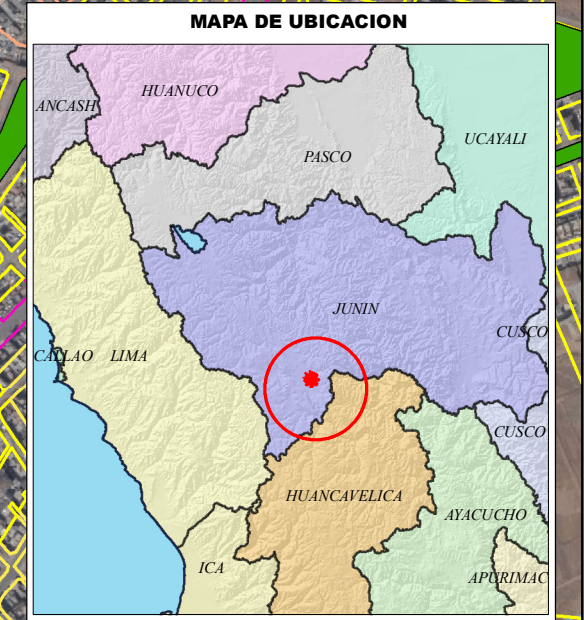 MAPA DE UBICACION
HUANUCO
ANCASH
UCAYALI
PASCO
JUNIN
CUSCO
CALLAO LIMA
CUSCO
HUANCAVELICA
AYACUCHO
ICA
APURIMAC